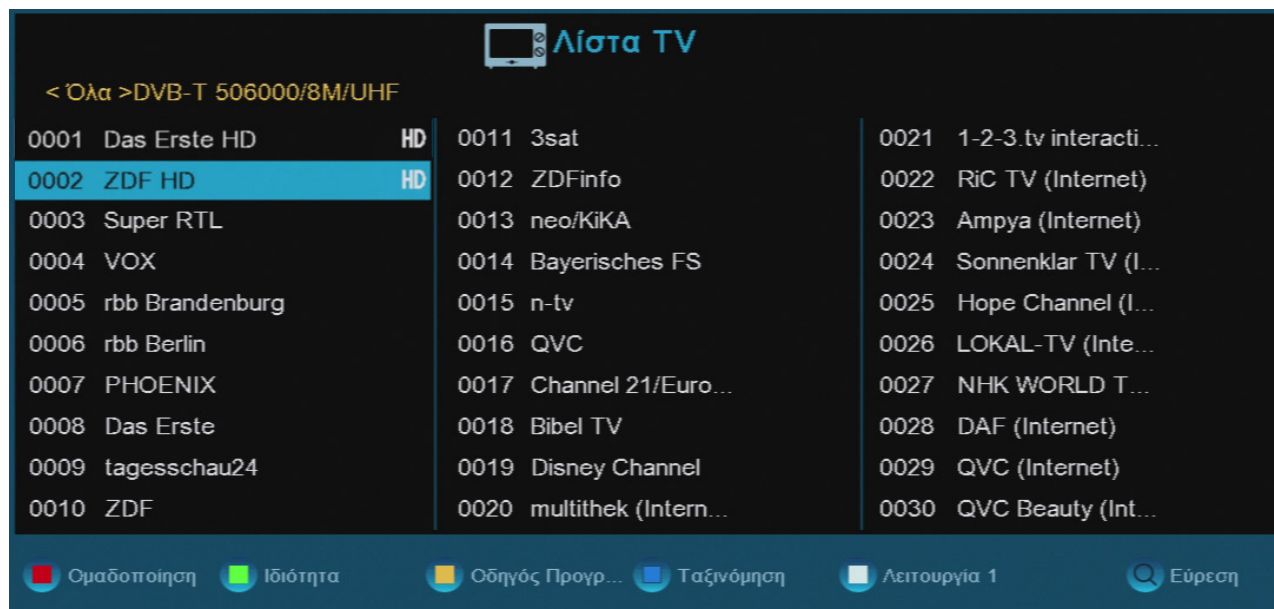 Λίστα TV
< Όλα >DVB-T 506000/8M/UHF
0001 Das Erste HD HD
0002 ZDF HD HD
0003 Super RTL
0004 VOX
0005 rbb Brandenburg
0006 rbb Berlin
0007 PHOENIX
0008 Das Erste
0009 tagesschau24
0010 ZDF
0011 3sat
0012 ZDFinfo
0013 neo/KiKA
0014 Bayerisches FS
0015 n-tv
0016 QVC
0017 Channel 21/Euro...
0018 Bibel TV
0019 Disney Channel
0020 multithek (Intern...
0021 1-2-3.tv interacti...
0022 RiC TV (Internet)
0023 Ampya (Internet)
0024 Sonnenklar TV (I...
0025 Hope Channel (I...
0026 LOKAL-TV (Inte...
0027 NHK WORLD T...
0028 DAF (Internet)
0029 QVC (Internet)
0030 QVC Beauty (Int...
Ομαδοποίηση Ιδιότητα Οδηγός Προγρ... Ταξινόμηση Λειτουργία 1 Εύρεση